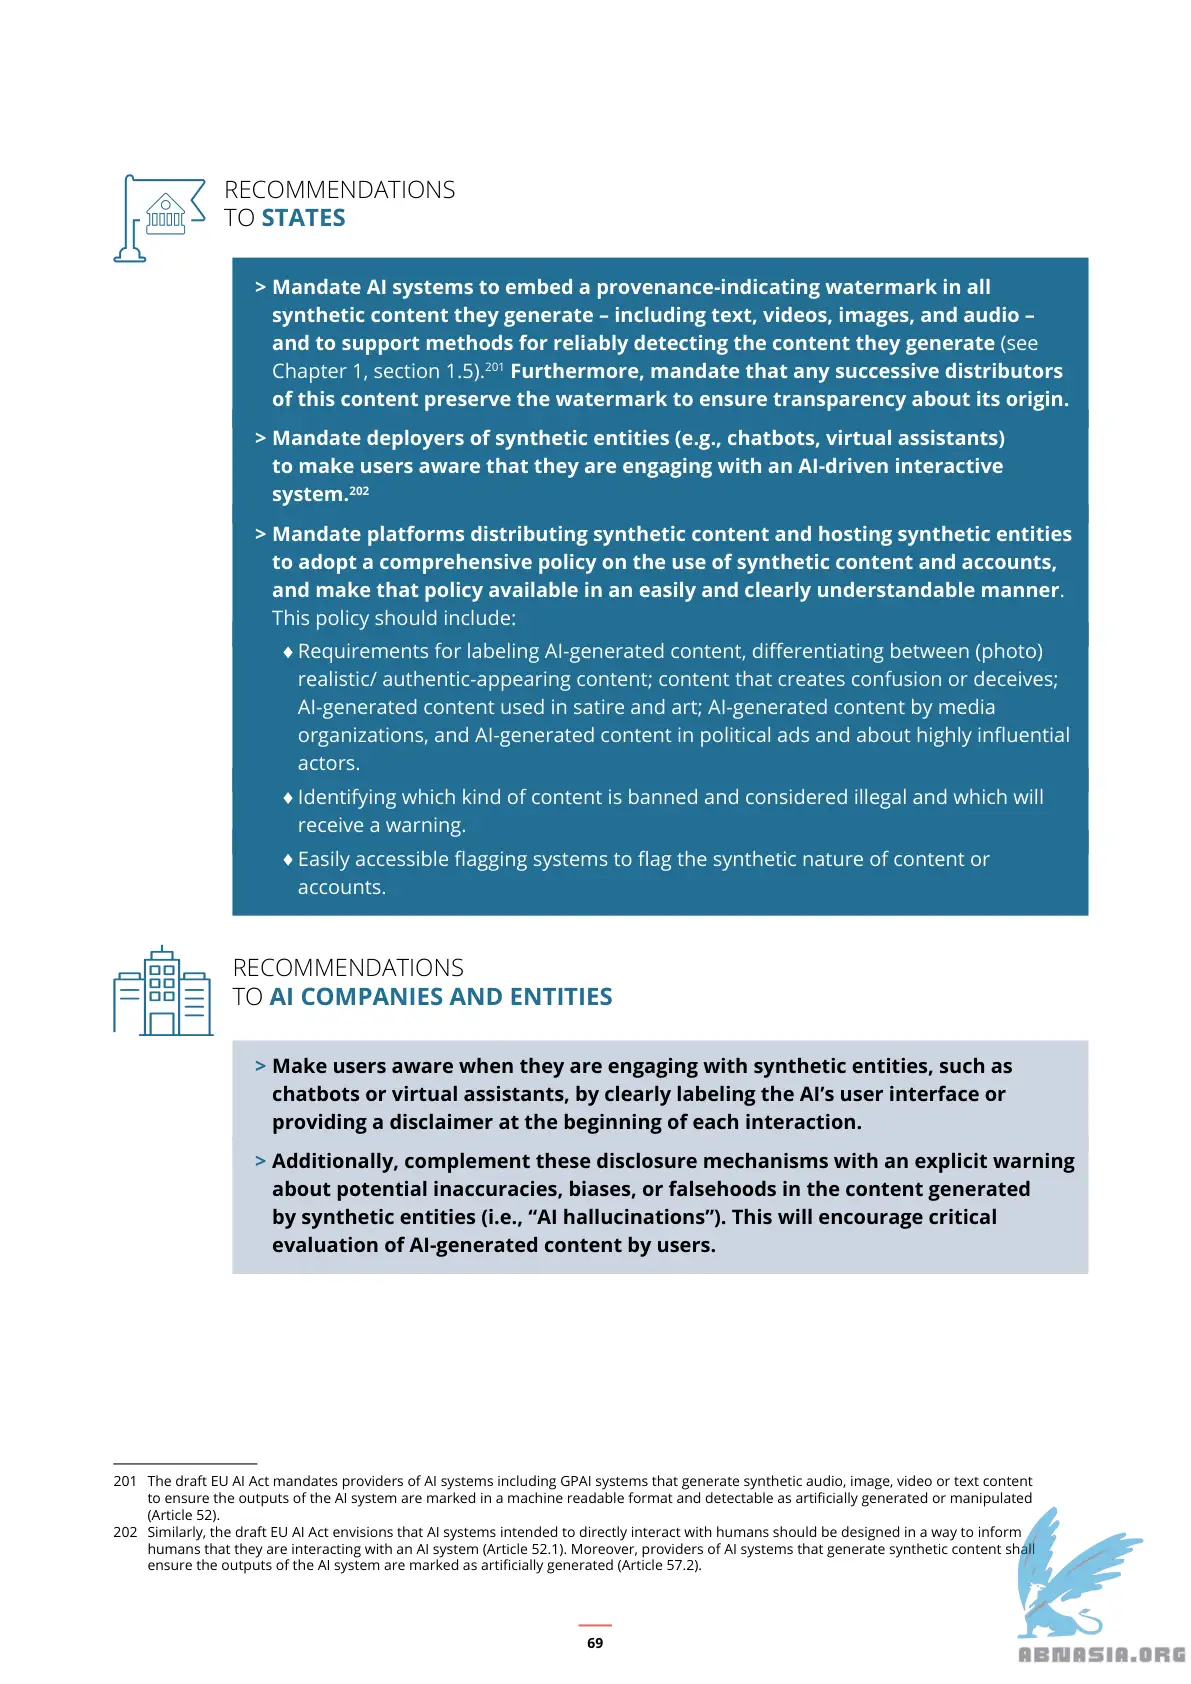 RECOMMENDATIONS
TO STATES
> Mandate AI systems to embed a provenance-indicating watermark in all
synthetic content they generate – including text, videos, images, and audio –
and to support methods for reliably detecting the content they generate (see
Chapter 1, section 1.5).201 Furthermore, mandate that any successive distributors
of this content preserve the watermark to ensure transparency about its origin.
> Mandate deployers of synthetic entities (e.g., chatbots, virtual assistants)
to make users aware that they are engaging with an AI-driven interactive
system.202
> Mandate platforms distributing synthetic content and hosting synthetic entities
to adopt a comprehensive policy on the use of synthetic content and accounts,
and make that policy available in an easily and clearly understandable manner.
This policy should include:
♦ Requirements for labeling AI-generated content, differentiating between (photo)
realistic/ authentic-appearing content; content that creates confusion or deceives;
AI-generated content used in satire and art; AI-generated content by media
organizations, and AI-generated content in political ads and about highly influential
actors.
♦ Identifying which kind of content is banned and considered illegal and which will
receive a warning.
♦ Easily accessible flagging systems to flag the synthetic nature of content or
accounts.
RECOMMENDATIONS
TO AI COMPANIES AND ENTITIES
> Make users aware when they are engaging with synthetic entities, such as
chatbots or virtual assistants, by clearly labeling the AI’s user interface or
providing a disclaimer at the beginning of each interaction.
> Additionally, complement these disclosure mechanisms with an explicit warning
about potential inaccuracies, biases, or falsehoods in the content generated
by synthetic entities (i.e., “AI hallucinations”). This will encourage critical
evaluation of AI-generated content by users.
201 The draft EU AI Act mandates providers of AI systems including GPAI systems that generate synthetic audio, image, video or text content
to ensure the outputs of the AI system are marked in a machine readable format and detectable as artificially generated or manipulated
(Article 52).
202 Similarly, the draft EU AI Act envisions that AI systems intended to directly interact with humans should be designed in a way to inform
humans that they are interacting with an AI system (Article 52.1). Moreover, providers of AI systems that generate synthetic content shall
ensure the outputs of the AI system are marked as artificially generated (Article 57.2).
69
ABNASIA.ORG